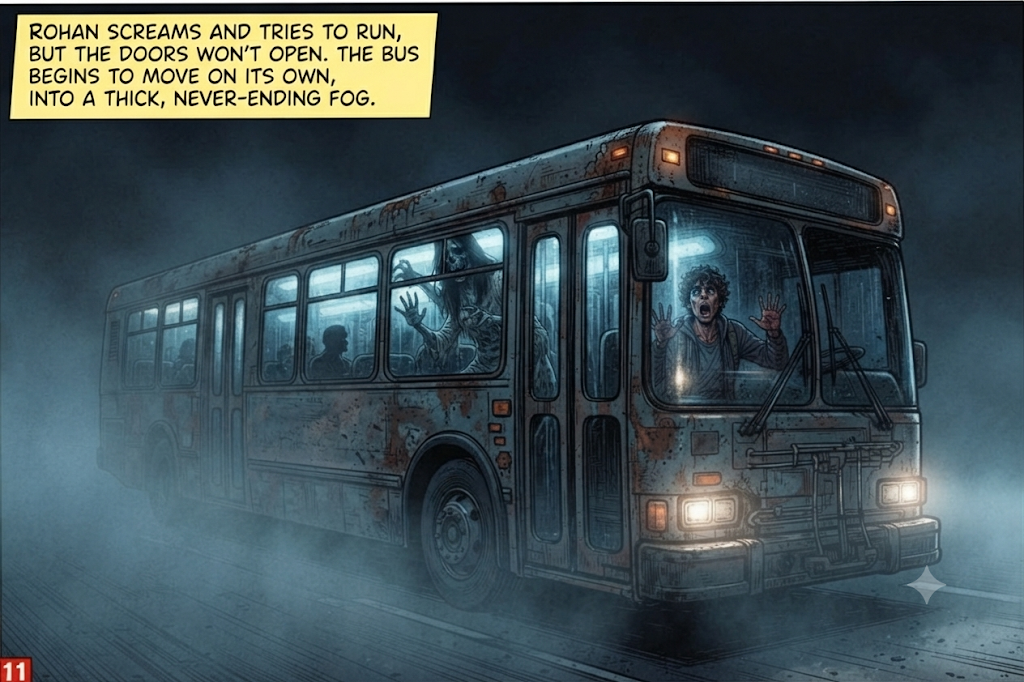 ROHAN SCREAMS AND TRIES TO RUN,
BUT THE DOORS WON'T OPEN. THE BUS
BEGINS TO MOVE ON ITS OWN,
INTO A THICK, NEVER-ENDING FOG.
11